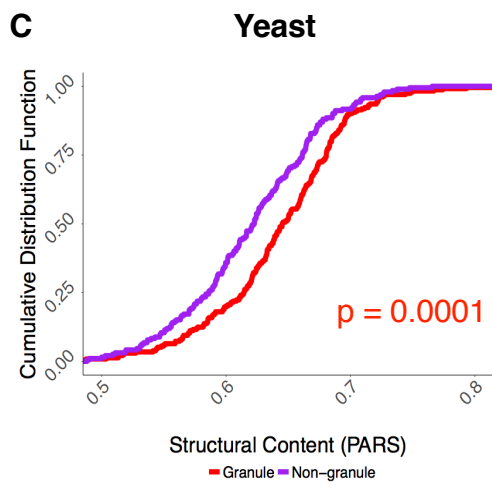 C Yeast
Cumulative Distribution Function
1.00
0.75
0.50
0.25
0.00
p = 0.0001
0.5 0.6 0.7 0.8
Structural Content (PARS)
Granule Non-granule